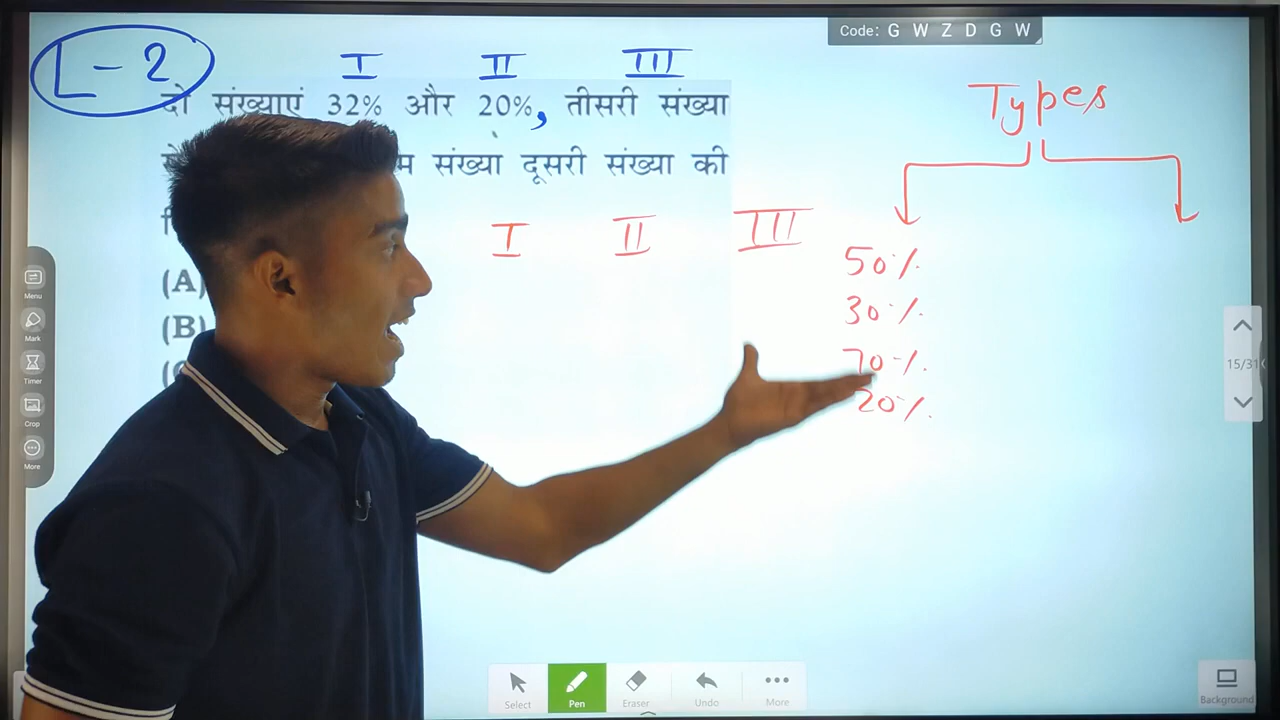 L-2
I II III
दो संख्याएं 32% और 20%, तीसरी संख्या
संख्या दूसरी संख्या की
I II III
(A)
(B)
Code: G W Z D G W
Types
50%
30%
70%
20%
Menu
Mark
Timer
Crop
More
15/31
Select
Pen
Eraser
Undo
More
Background